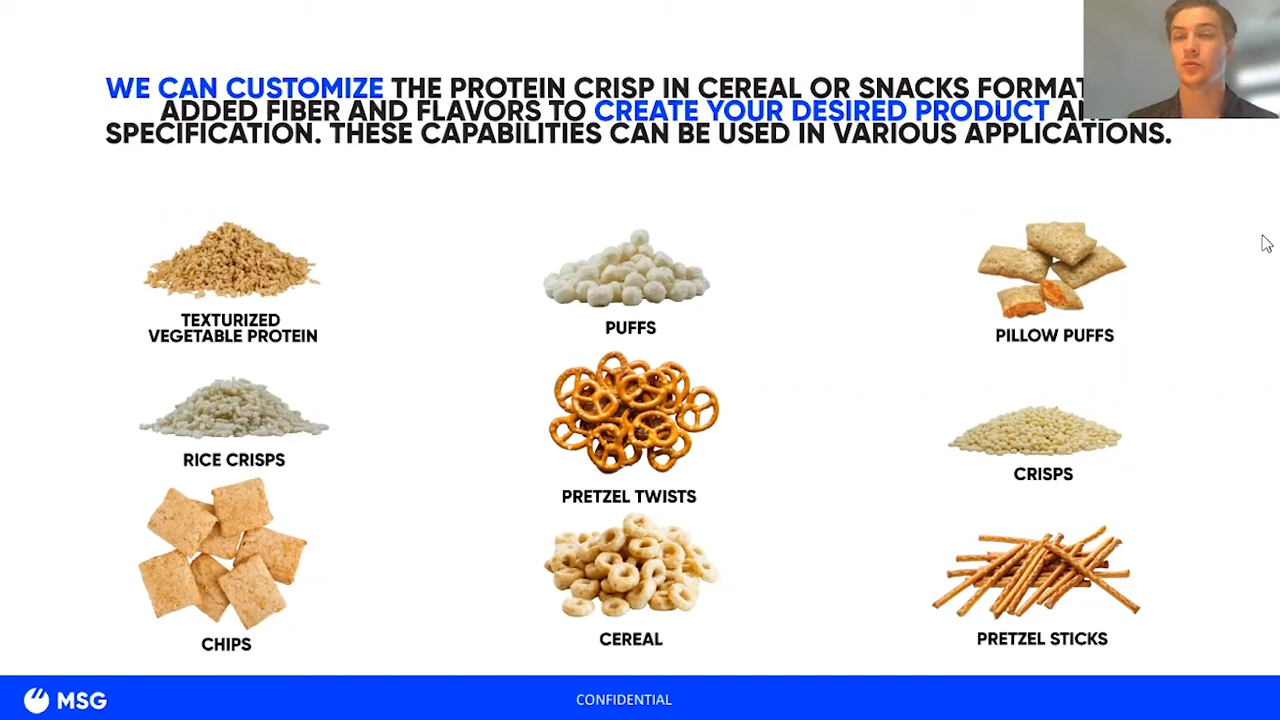 WE CAN CUSTOMIZE THE PROTEIN CRISP IN CEREAL OR SNACKS FORMAT
ADDED FIBER AND FLAVORS TO CREATE YOUR DESIRED PRODUCT
SPECIFICATION. THESE CAPABILITIES CAN BE USED IN VARIOUS APPLICATIONS.
TEXTURIZED
VEGETABLE PROTEIN
PUFFS
PILLOW PUFFS
RICE CRISPS
PRETZEL TWISTS
CRISPS
CHIPS
CEREAL
PRETZEL STICKS
MSG
CONFIDENTIAL